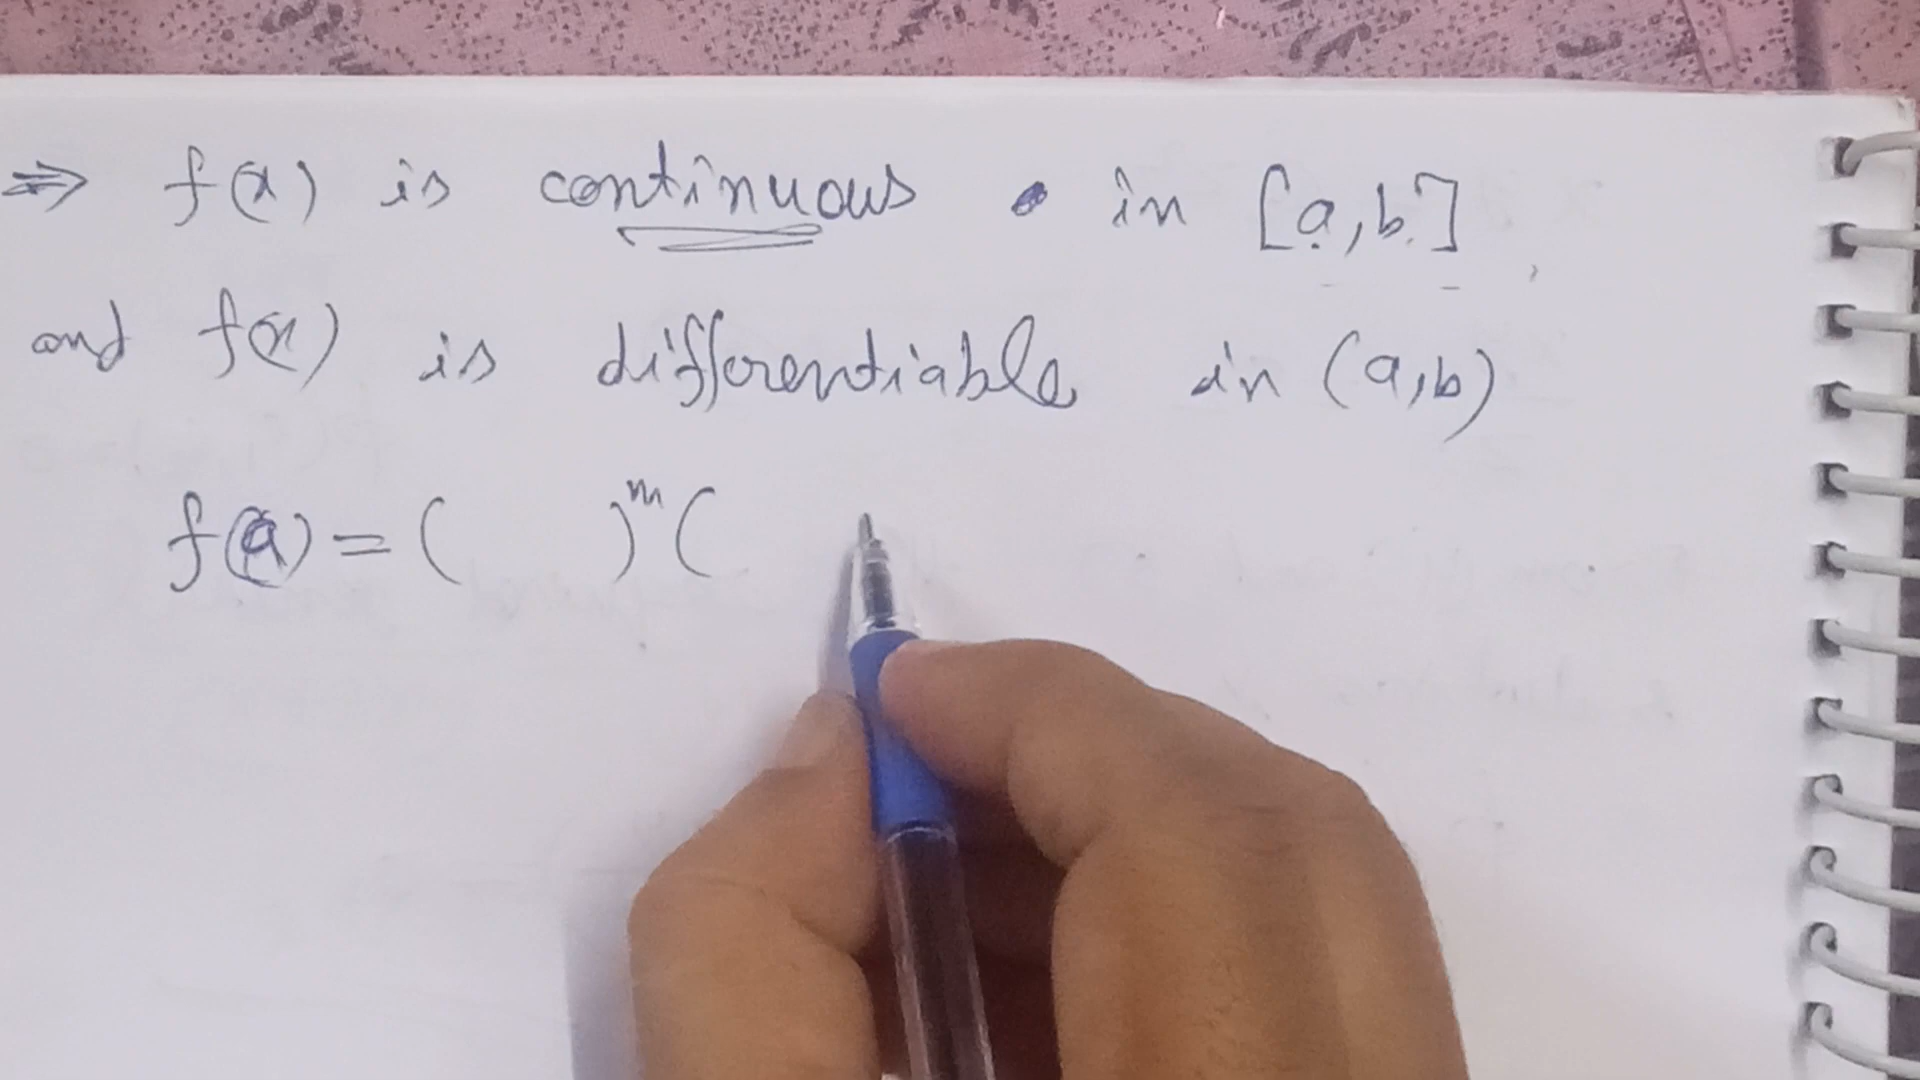 ⇒ f(x) is continuous in [a,b],
and f(x) is differentiable in (a,b)
f(a) = (   )^m (